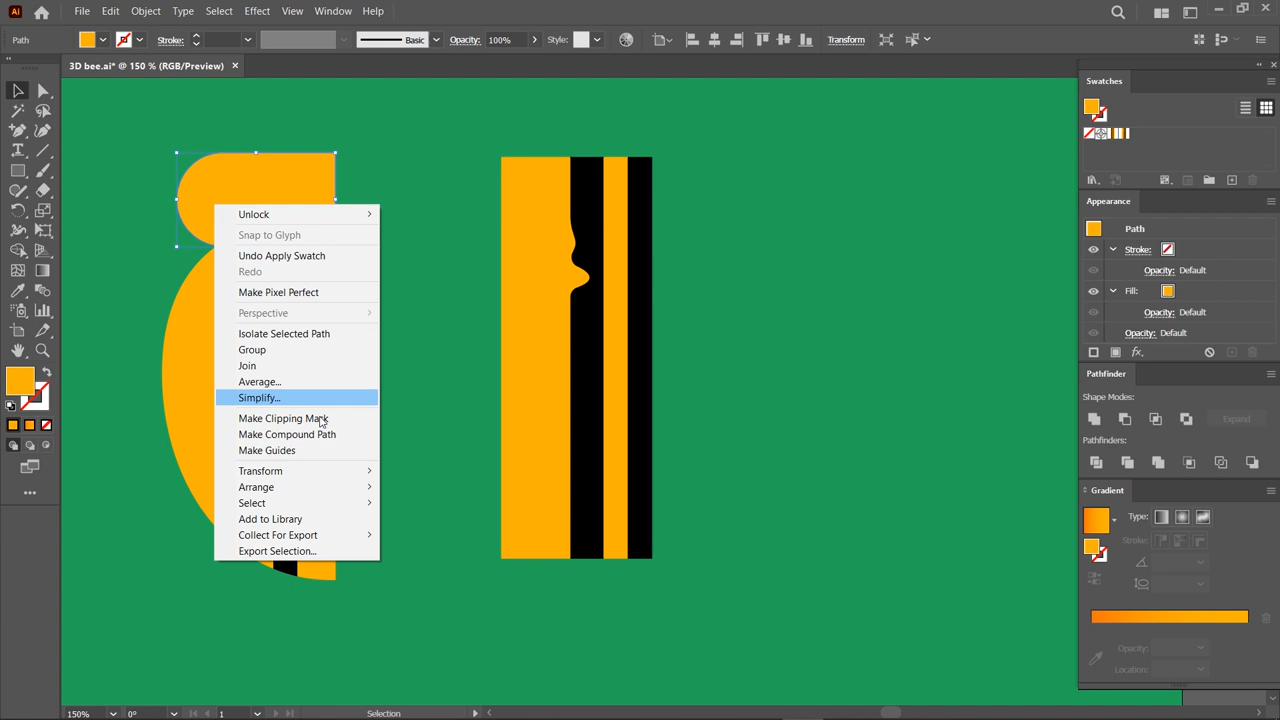 Ai File Edit Object Type Select Effect View Window Help
Path Stroke: Basic Opacity: 100% Style: Transform
3D bee.ai* @ 150 % (RGB/Preview)
Swatches
Unlock
Snap to Glyph
Undo Apply Swatch
Redo
Make Pixel Perfect
Perspective
Isolate Selected Path
Group
Join
Average...
Simplify...
Make Clipping Mask
Make Compound Path
Make Guides
Transform
Arrange
Select
Add to Library
Collect For Export
Export Selection...
Appearance
Path
Stroke:
Opacity: Default
Fill:
Opacity: Default
Opacity: Default
fx.
Pathfinder
Shape Modes:
Expand
Pathfinders:
Gradient
Type:
Stroke:
Opacity:
Location:
150% 0° 1 Selection